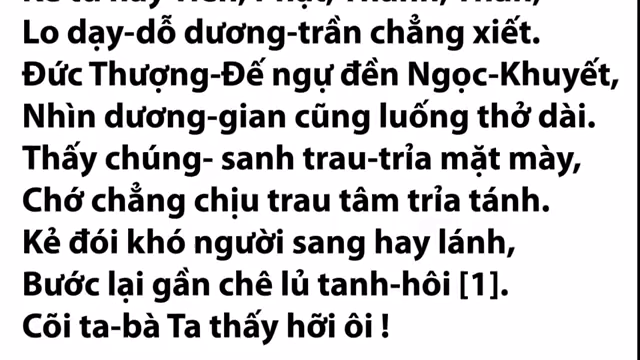 Lo dạy-dỗ dương-trần chẳng xiết.
Đức Thượng-Đế ngự đền Ngọc-Khuyết,
Nhìn dương-gian cũng luống thở dài.
Thấy chúng- sanh trau-trỉa mặt mày,
Chớ chẳng chịu trau tâm trỉa tánh.
Kẻ đói khó người sang hay lánh,
Bước lại gần chê lủ tanh-hôi [1].
Cõi ta-bà Ta thấy hỡi ôi !